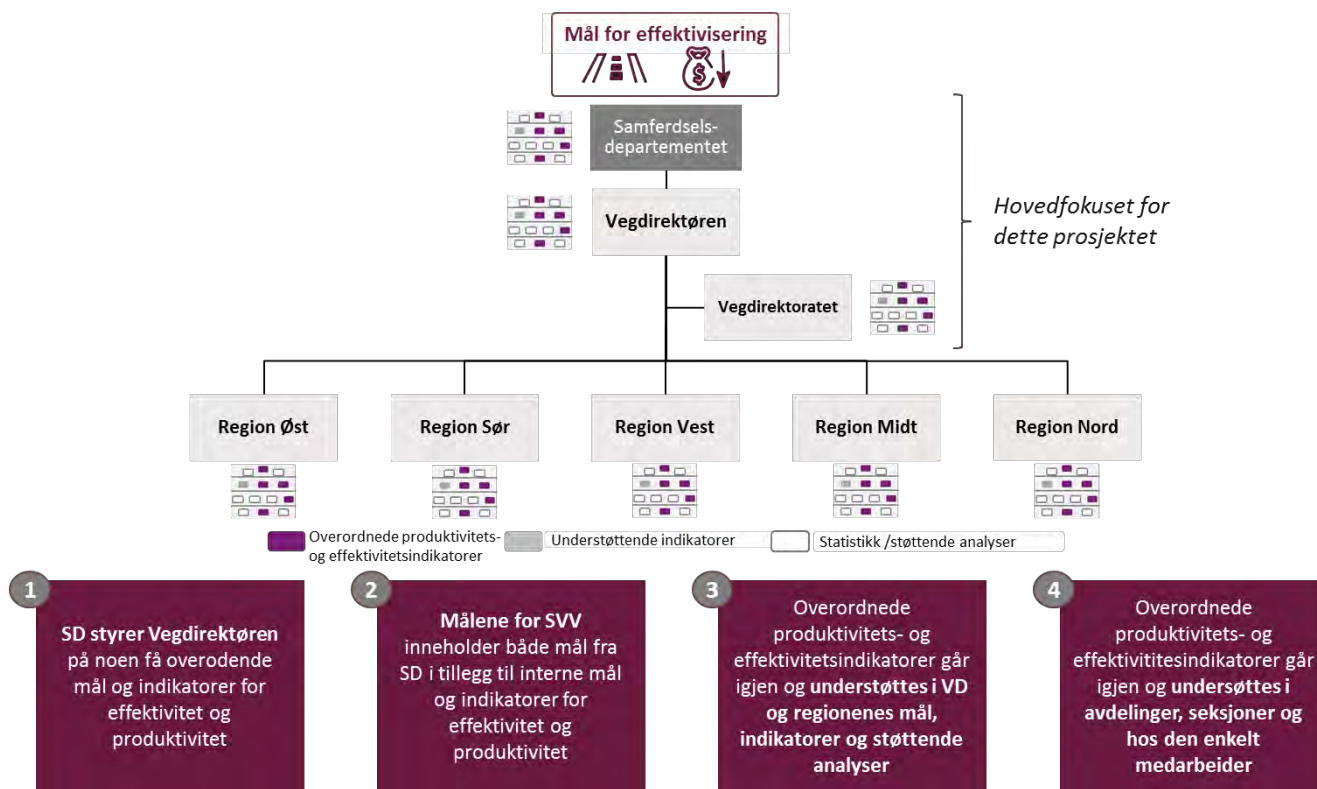 Mål for effektivisering
$
Samferdsels-
departementet
Vegdirektøren
Hovedfokuset for
dette prosjektet
Vegdirektoratet
Region Øst
Region Sør
Region Vest
Region Midt
Region Nord
Overordnede produktivitets-
og effektivitetsindikatorer
Understøttende indikatorer
Statistikk /støttende analyser
1
SD styrer Vegdirektøren
på noen få overodende
mål og indikatorer for
effektivitet og
produktivitet
2
Målene for SVV
inneholder både mål fra
SD i tillegg til interne mål
og indikatorer for
effektivitet og
produktivitet
3
Overordnede
produktivitets- og
effektivitetsindikatorer går
igjen og understøttes i VD
og regionenes mål,
indikatorer og støttende
analyser
4
Overordnede
produktivitets- og
effektivititesindikatorer går
igjen og undersøttes i
avdelinger, seksjoner og
hos den enkelt
medarbeider